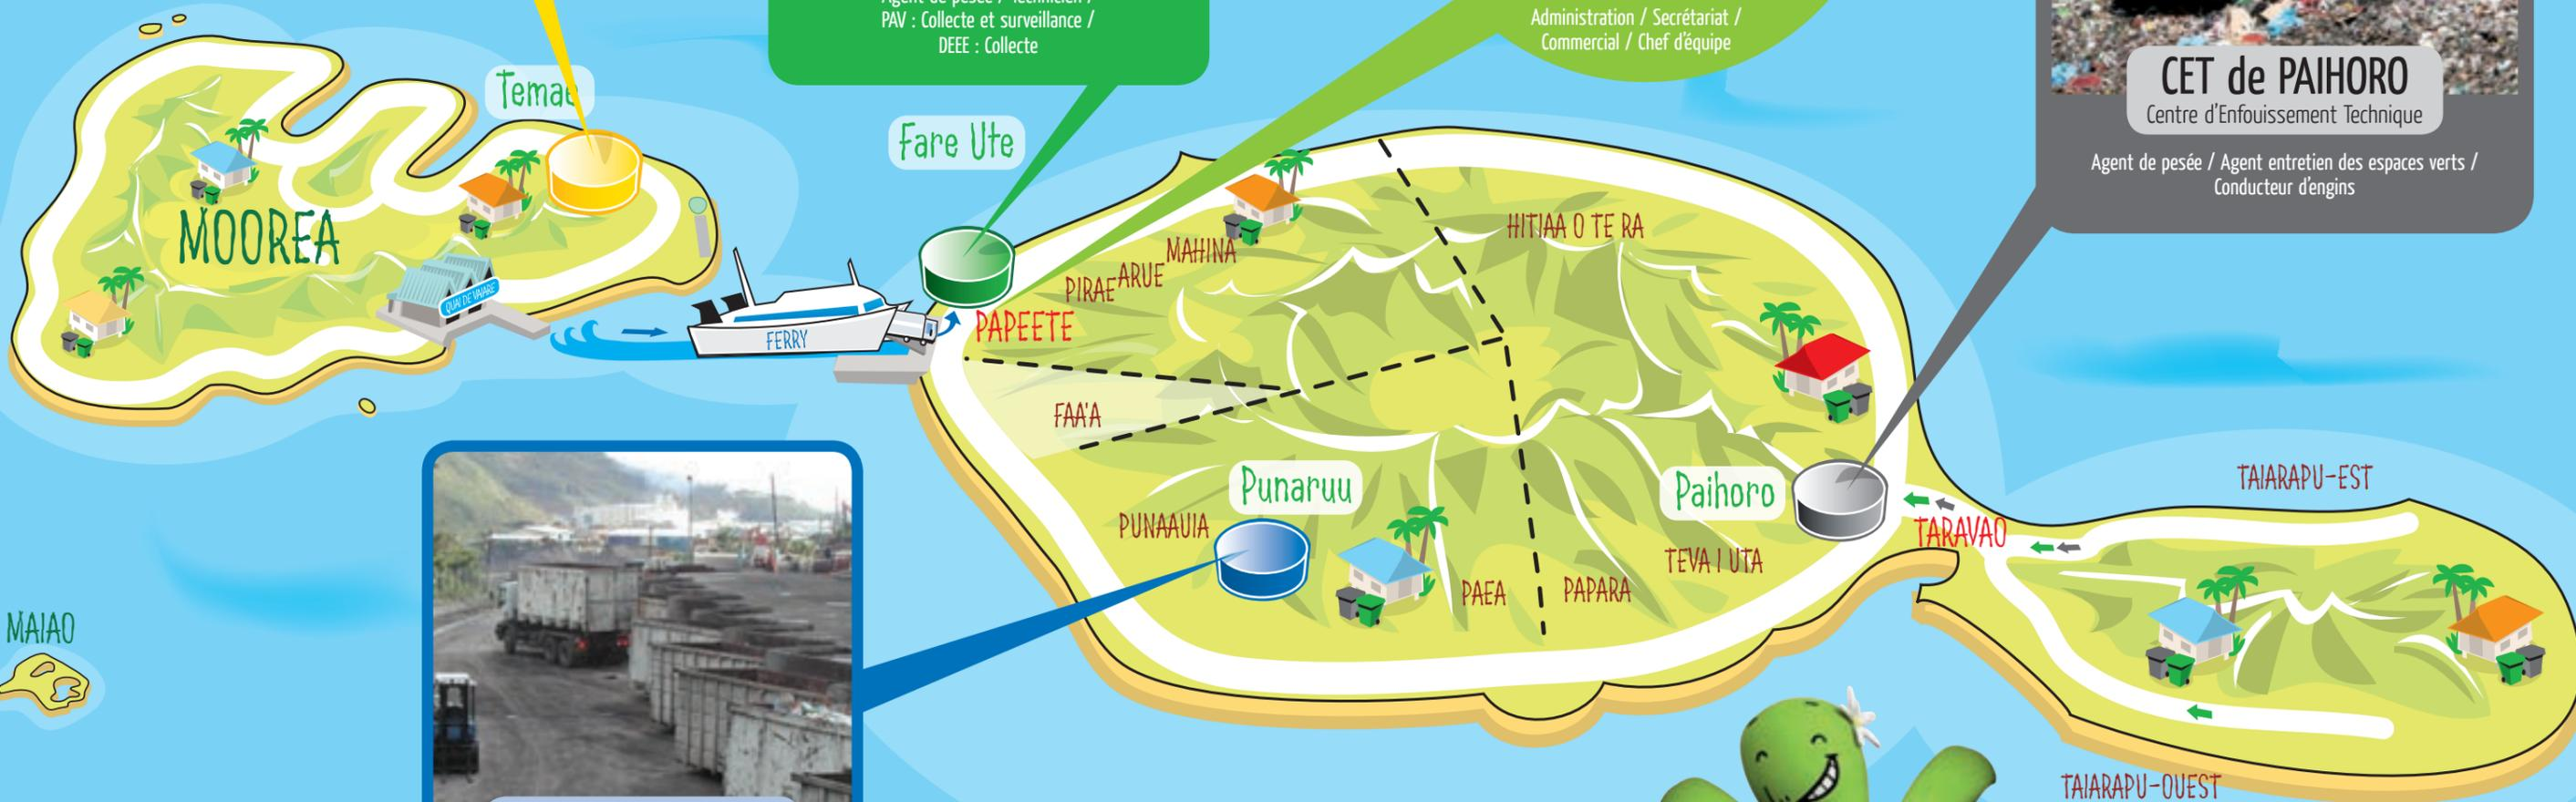 PAV : Collecte et surveillance /
DEEE : Collecte
Administration / Secrétariat /
Commercial / Chef d'équipe
CET de PAIHORO
Centre d'Enfouissement Technique
Agent de pesée / Agent entretien des espaces verts /
Conducteur d'engins
Temae
Fare Ute
MOOREA
QUAI DE VAIARE
FERRY
PAPEETE
PIRAE
ARUE
MAHINA
HITIAA O TE RA
FAA'A
Punaruu
PUNAAUIA
PAEA
PAPARA
TEVA I UTA
Paihoro
TARAVAO
TAIARAPU-EST
TAIARAPU-OUEST
MAIAO